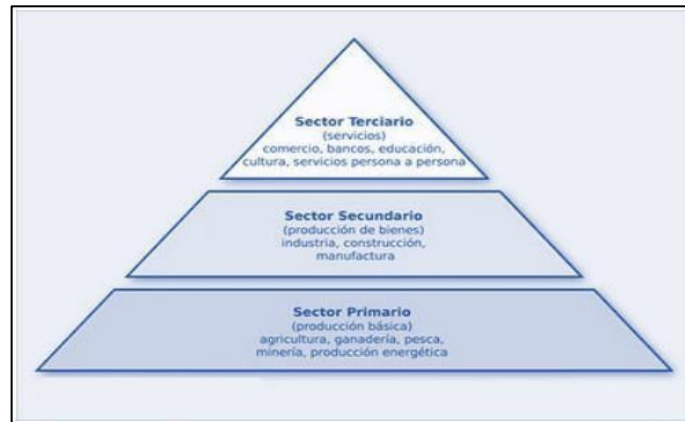 Sector Terciario
(servicios)
comercio, bancos, educación,
cultura, servicios persona a persona
Sector Secundario
(producción de bienes)
industria, construcción,
manufactura
Sector Primario
(producción básica)
agricultura, ganadería, pesca,
minería, producción energética